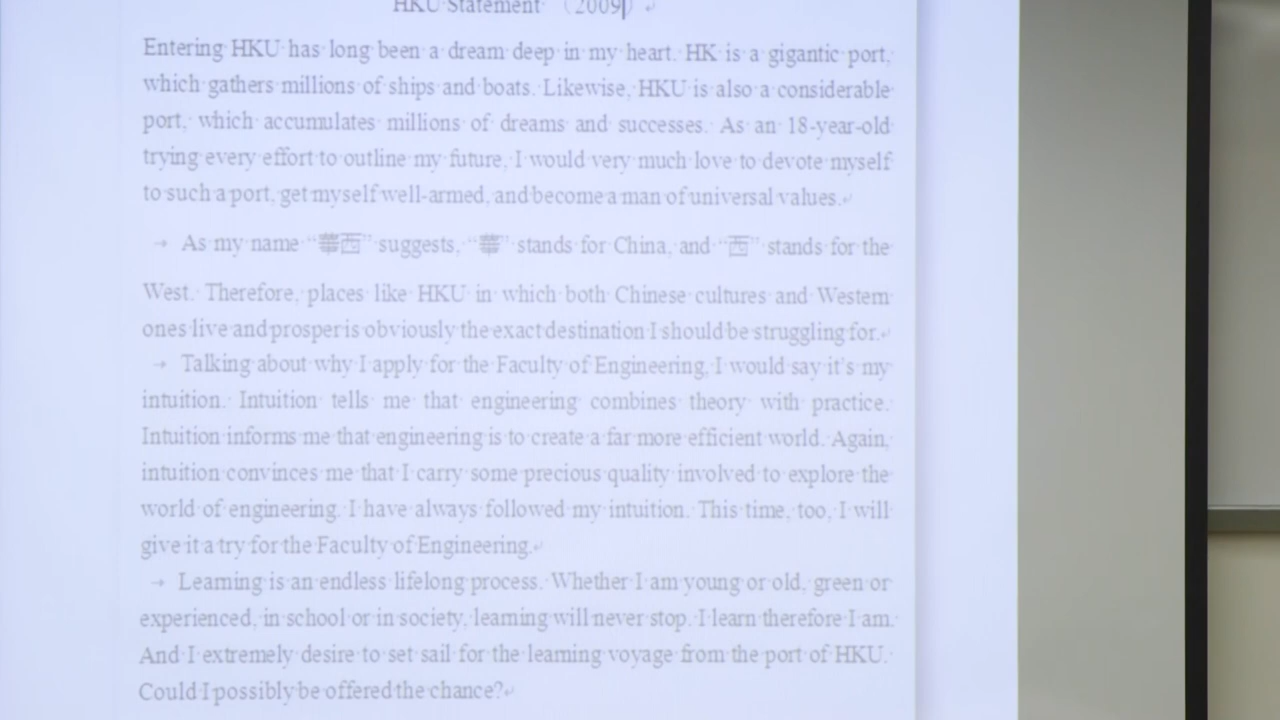 HKU Statement （2009）
Entering HKU has long been a dream deep in my heart. HK is a gigantic port,
which gathers millions of ships and boats. Likewise, HKU is also a considerable
port, which accumulates millions of dreams and successes. As an 18-year-old
trying every effort to outline my future, I would very much love to devote myself
to such a port, get myself well-armed, and become a man of universal values.
As my name “華西” suggests, “華” stands for China, and “西” stands for the
West. Therefore, places like HKU in which both Chinese cultures and Western
ones live and prosper is obviously the exact destination I should be struggling for.
Talking about why I apply for the Faculty of Engineering, I would say it's my
intuition. Intuition tells me that engineering combines theory with practice.
Intuition informs me that engineering is to create a far more efficient world. Again,
intuition convinces me that I carry some precious quality involved to explore the
world of engineering. I have always followed my intuition. This time, too, I will
give it a try for the Faculty of Engineering.
Learning is an endless lifelong process. Whether I am young or old, green or
experienced, in school or in society, learning will never stop. I learn therefore I am.
And I extremely desire to set sail for the learning voyage from the port of HKU.
Could I possibly be offered the chance?